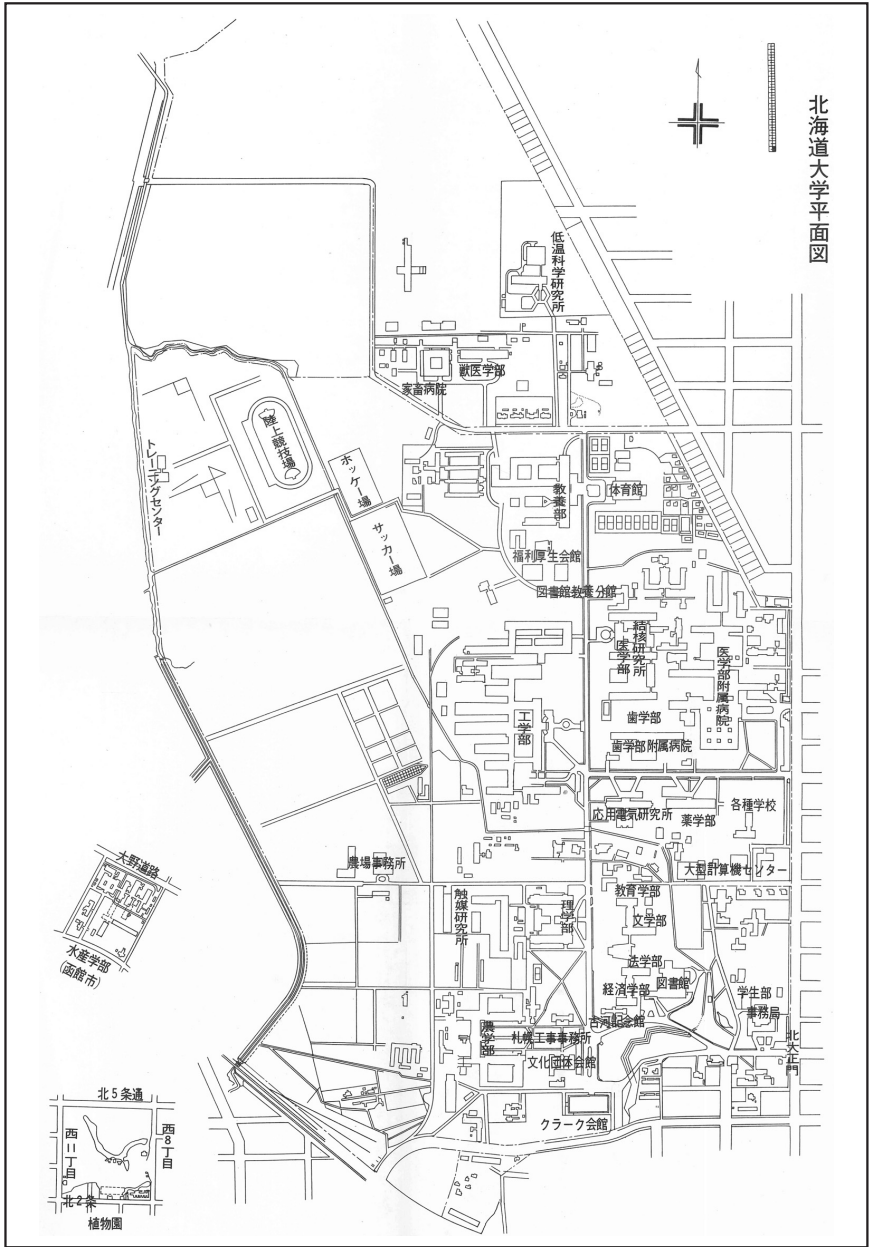 北海道大学平面図
低温科学研究所
獣医学部
家畜病院
陸上競技場
トレーニングセンター
ホッケー場
サッカー場
教養部
体育館
福利厚生会館
図書館教養分館
結核研究所
医学部
医学部附属病院
工学部
歯学部
歯学部附属病院
応用電気研究所
薬学部
各種学校
大型計算機センター
農場事務所
触媒研究所
理学部
教育学部
文学部
法学部
経済学部
図書館
古河記念館
学生部
事務局
北大正門
農学部
札幌工事事務所
文化団体会館
クラーク会館
大野道路
水産学部
(函館市)
北5条通
西11丁目
西8丁目
北2条
植物園